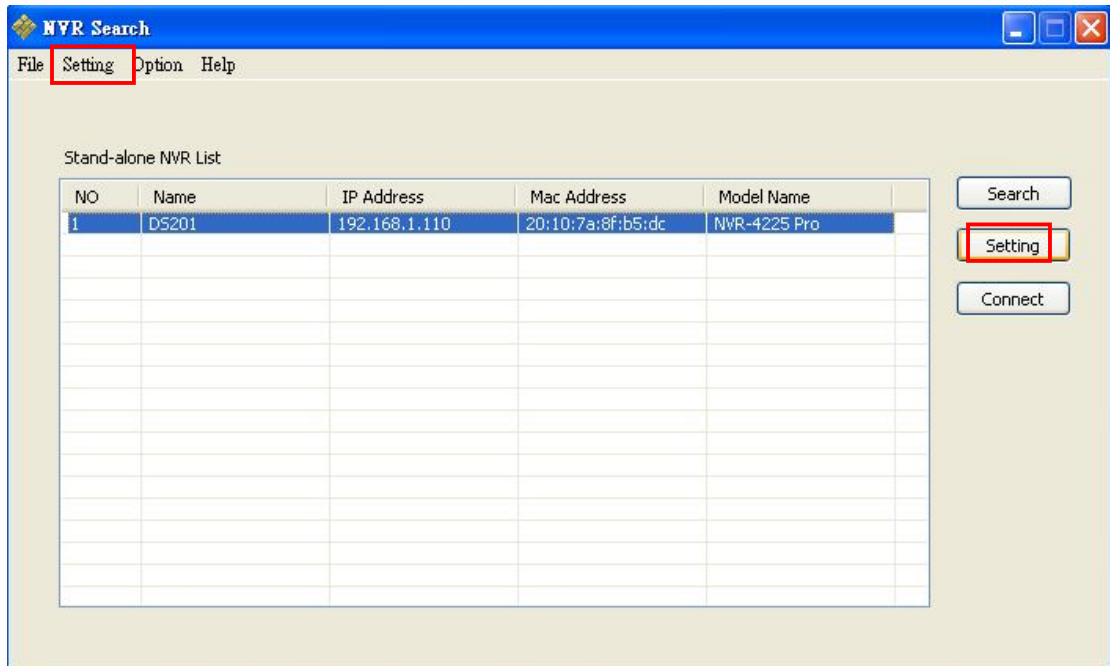 NVR Search
File Setting Option Help
Stand-alone NVR List
NO Name IP Address Mac Address Model Name
1 DS201 192.168.1.110 20:10:7a:8f:b5:dc NVR-4225 Pro
Search
Setting
Connect